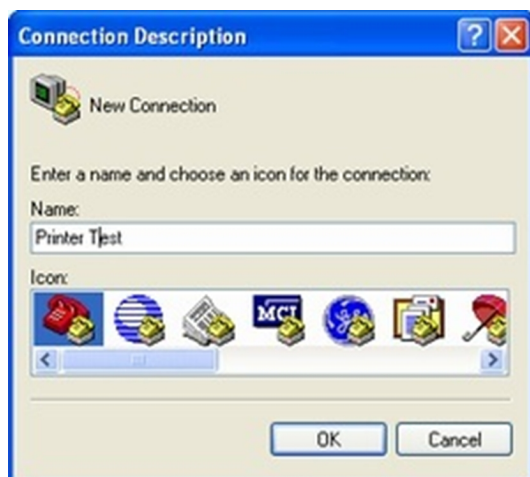 Connection Description
New Connection
Enter a name and choose an icon for the connection:
Name:
Printer Test
Icon:
MCI
OK
Cancel